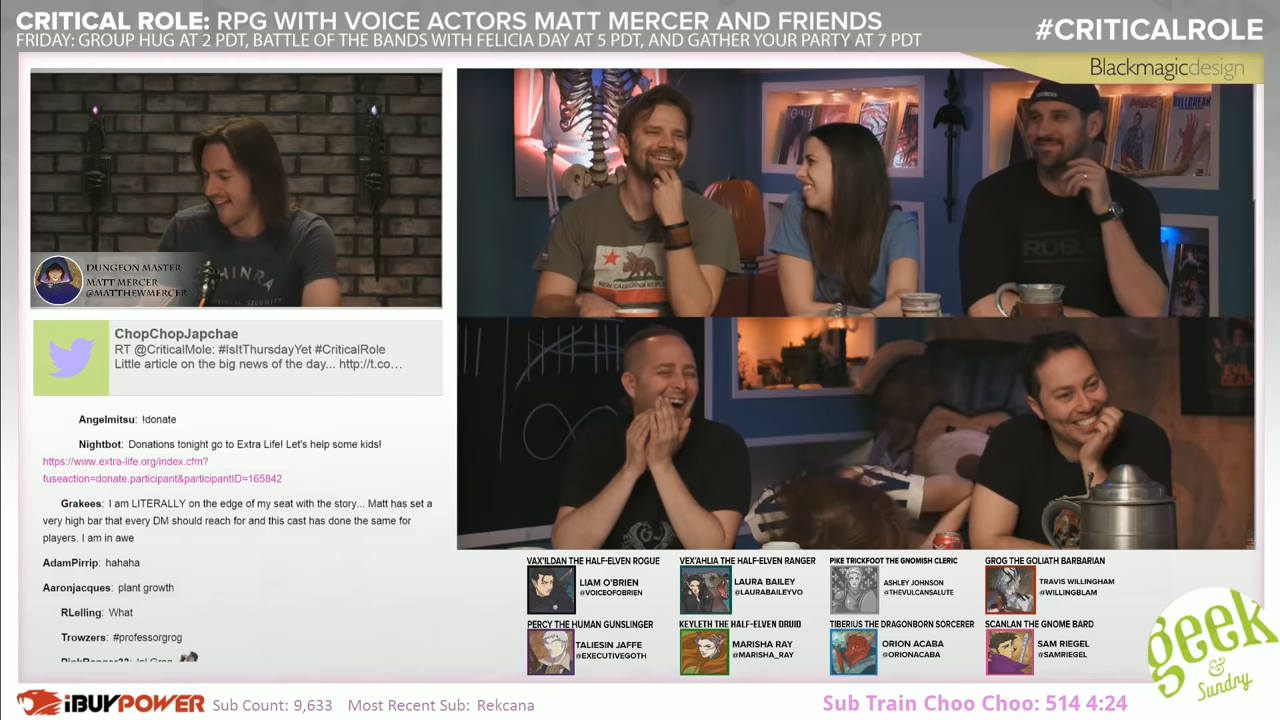 CRITICAL ROLE: RPG WITH VOICE ACTORS MATT MERCER AND FRIENDS
FRIDAY: GROUP HUG AT 2 PDT, BATTLE OF THE BANDS WITH FELICIA DAY AT 5 PDT, AND GATHER YOUR PARTY AT 7 PDT
#CRITICALROLE
Blackmagicdesign
HINRA
PUBLIC SECURITY
DUNGEON MASTER
MATT MERCER
@MATTHEWMERCER
NEW CALIFORNIA REPUBLIC
ROGUE
HELLBREAK
EVIL
DEAD
ChopChopJapchae
RT @CriticalMole: #IsItThursdayYet #CriticalRole
Little article on the big news of the day... http://t.co…
Angelmitsu: !donate
Nightbot: Donations tonight go to Extra Life! Let's help some kids!
https://www.extra-life.org/index.cfm?
fuseaction=donate.participant&participantID=165842
Grakees: I am LITERALLY on the edge of my seat with the story... Matt has set a
very high bar that every DM should reach for and this cast has done the same for
players. I am in awe
AdamPirrip: hahaha
Aaronjacques: plant growth
RLelling: What
Trowzers: #professorgrog
VAX'ILDAN THE HALF-ELVEN ROGUE
LIAM O'BRIEN
@VOICEOFOBRIEN
VEX'AHLIA THE HALF-ELVEN RANGER
LAURA BAILEY
@LAURABAILEYVO
PIKE TRICKFOOT THE GNOMISH CLERIC
ASHLEY JOHNSON
@THEVULCANSALUTE
GROG THE GOLIATH BARBARIAN
TRAVIS WILLINGHAM
@WILLINGBLAM
PERCY THE HUMAN GUNSLINGER
TALIESIN JAFFE
@EXECUTIVEGOTH
KEYLETH THE HALF-ELVEN DRUID
MARISHA RAY
@MARISHA_RAY
TIBERIUS THE DRAGONBORN SORCERER
ORION ACABA
@ORIONACABA
SCANLAN THE GNOME BARD
SAM RIEGEL
@SAMRIEGEL
geek
&
Sundry
iBUYPOWER
Sub Count: 9,633 Most Recent Sub: Rekcana
Sub Train Choo Choo: 514 4:24